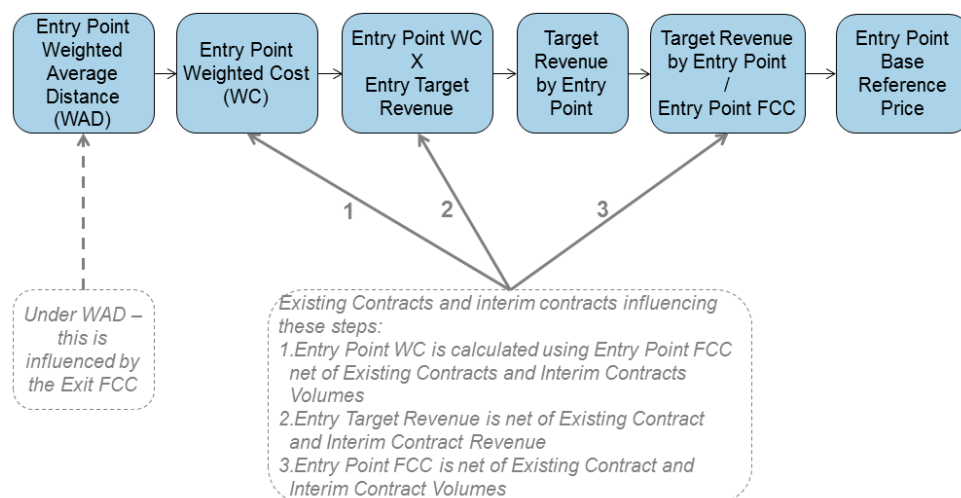 Entry Point
Weighted
Average
Distance
(WAD)
Entry Point
Weighted Cost
(WC)
Entry Point WC
X
Entry Target
Revenue
Target
Revenue
by Entry
Point
Target Revenue
by Entry Point
/
Entry Point FCC
Entry Point
Base
Reference
Price
1
2
3
Under WAD –
this is
influenced by
the Exit FCC
Existing Contracts and interim contracts influencing
these steps:
1.Entry Point WC is calculated using Entry Point FCC
net of Existing Contracts and Interim Contracts
Volumes
2.Entry Target Revenue is net of Existing Contract
and Interim Contract Revenue
3.Entry Point FCC is net of Existing Contract and
Interim Contract Volumes